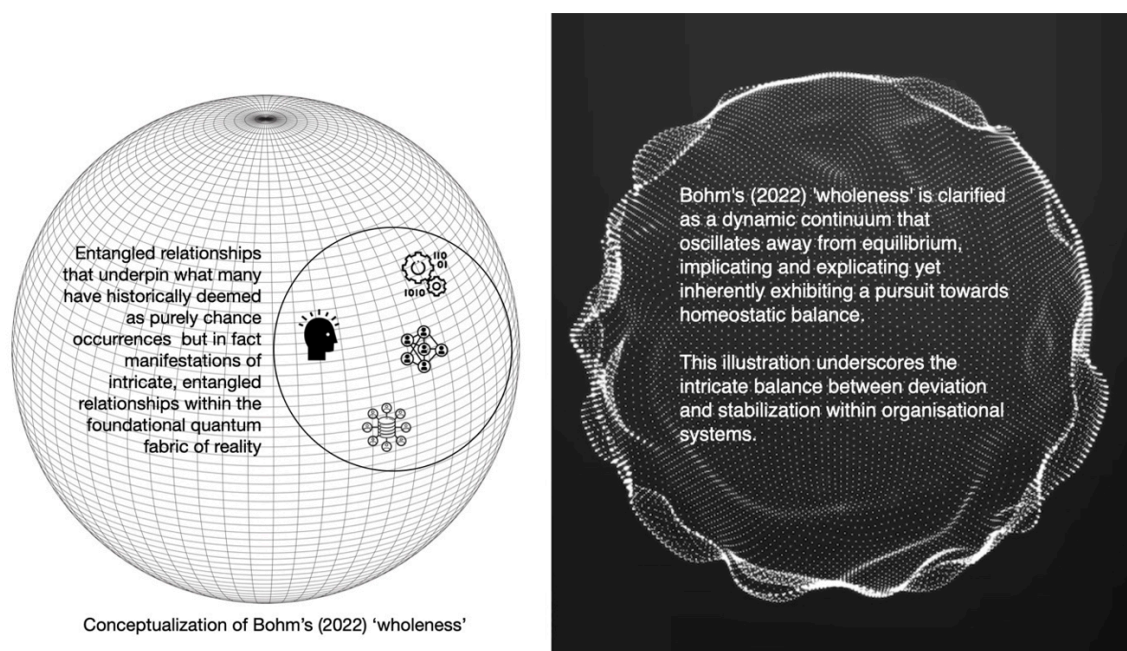 Entangled relationships
that underpin what many
have historically deemed
as purely chance
occurrences but in fact
manifestations of
intricate, entangled
relationships within the
foundational quantum
fabric of reality
110
01
1010
Conceptualization of Bohm's (2022) ‘wholeness’
Bohm's (2022) 'wholeness' is clarified
as a dynamic continuum that
oscillates away from equilibrium,
implicating and explicating yet
inherently exhibiting a pursuit towards
homeostatic balance.
This illustration underscores the
intricate balance between deviation
and stabilization within organisational
systems.